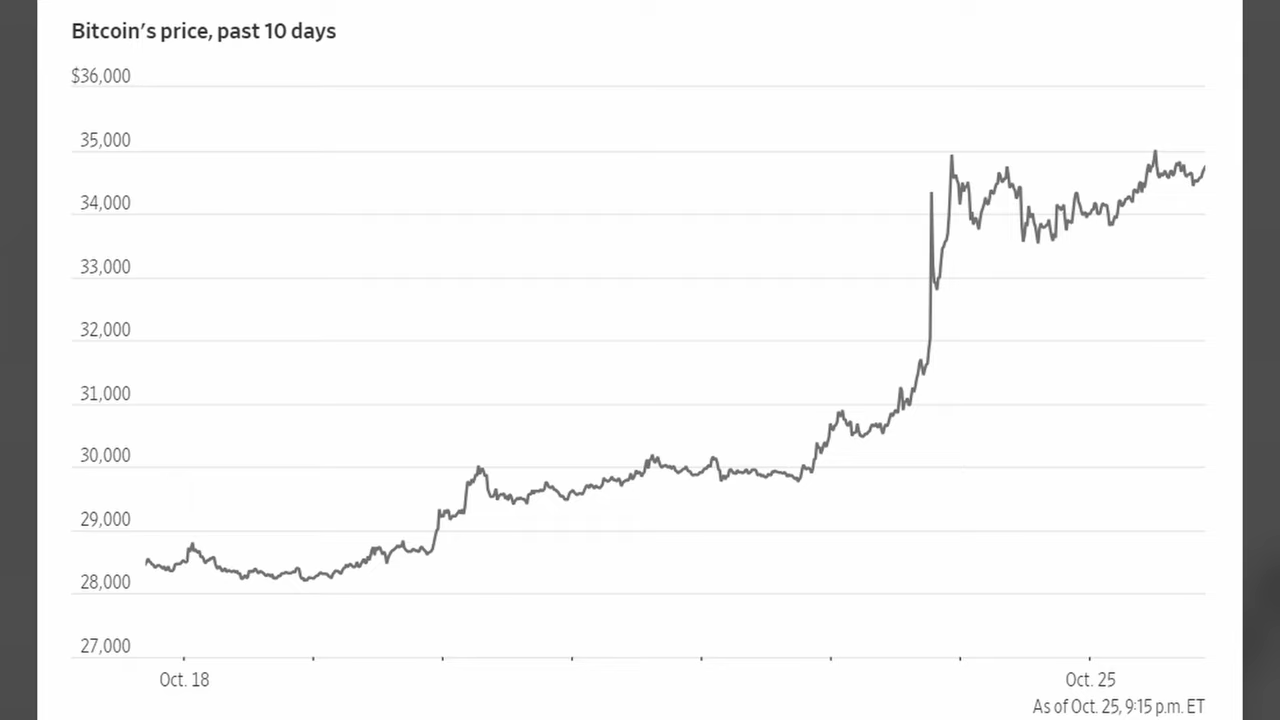 Bitcoin’s price, past 10 days
$36,000
35,000
34,000
33,000
32,000
31,000
30,000
29,000
28,000
27,000
Oct. 18
Oct. 25
As of Oct. 25, 9:15 p.m. ET